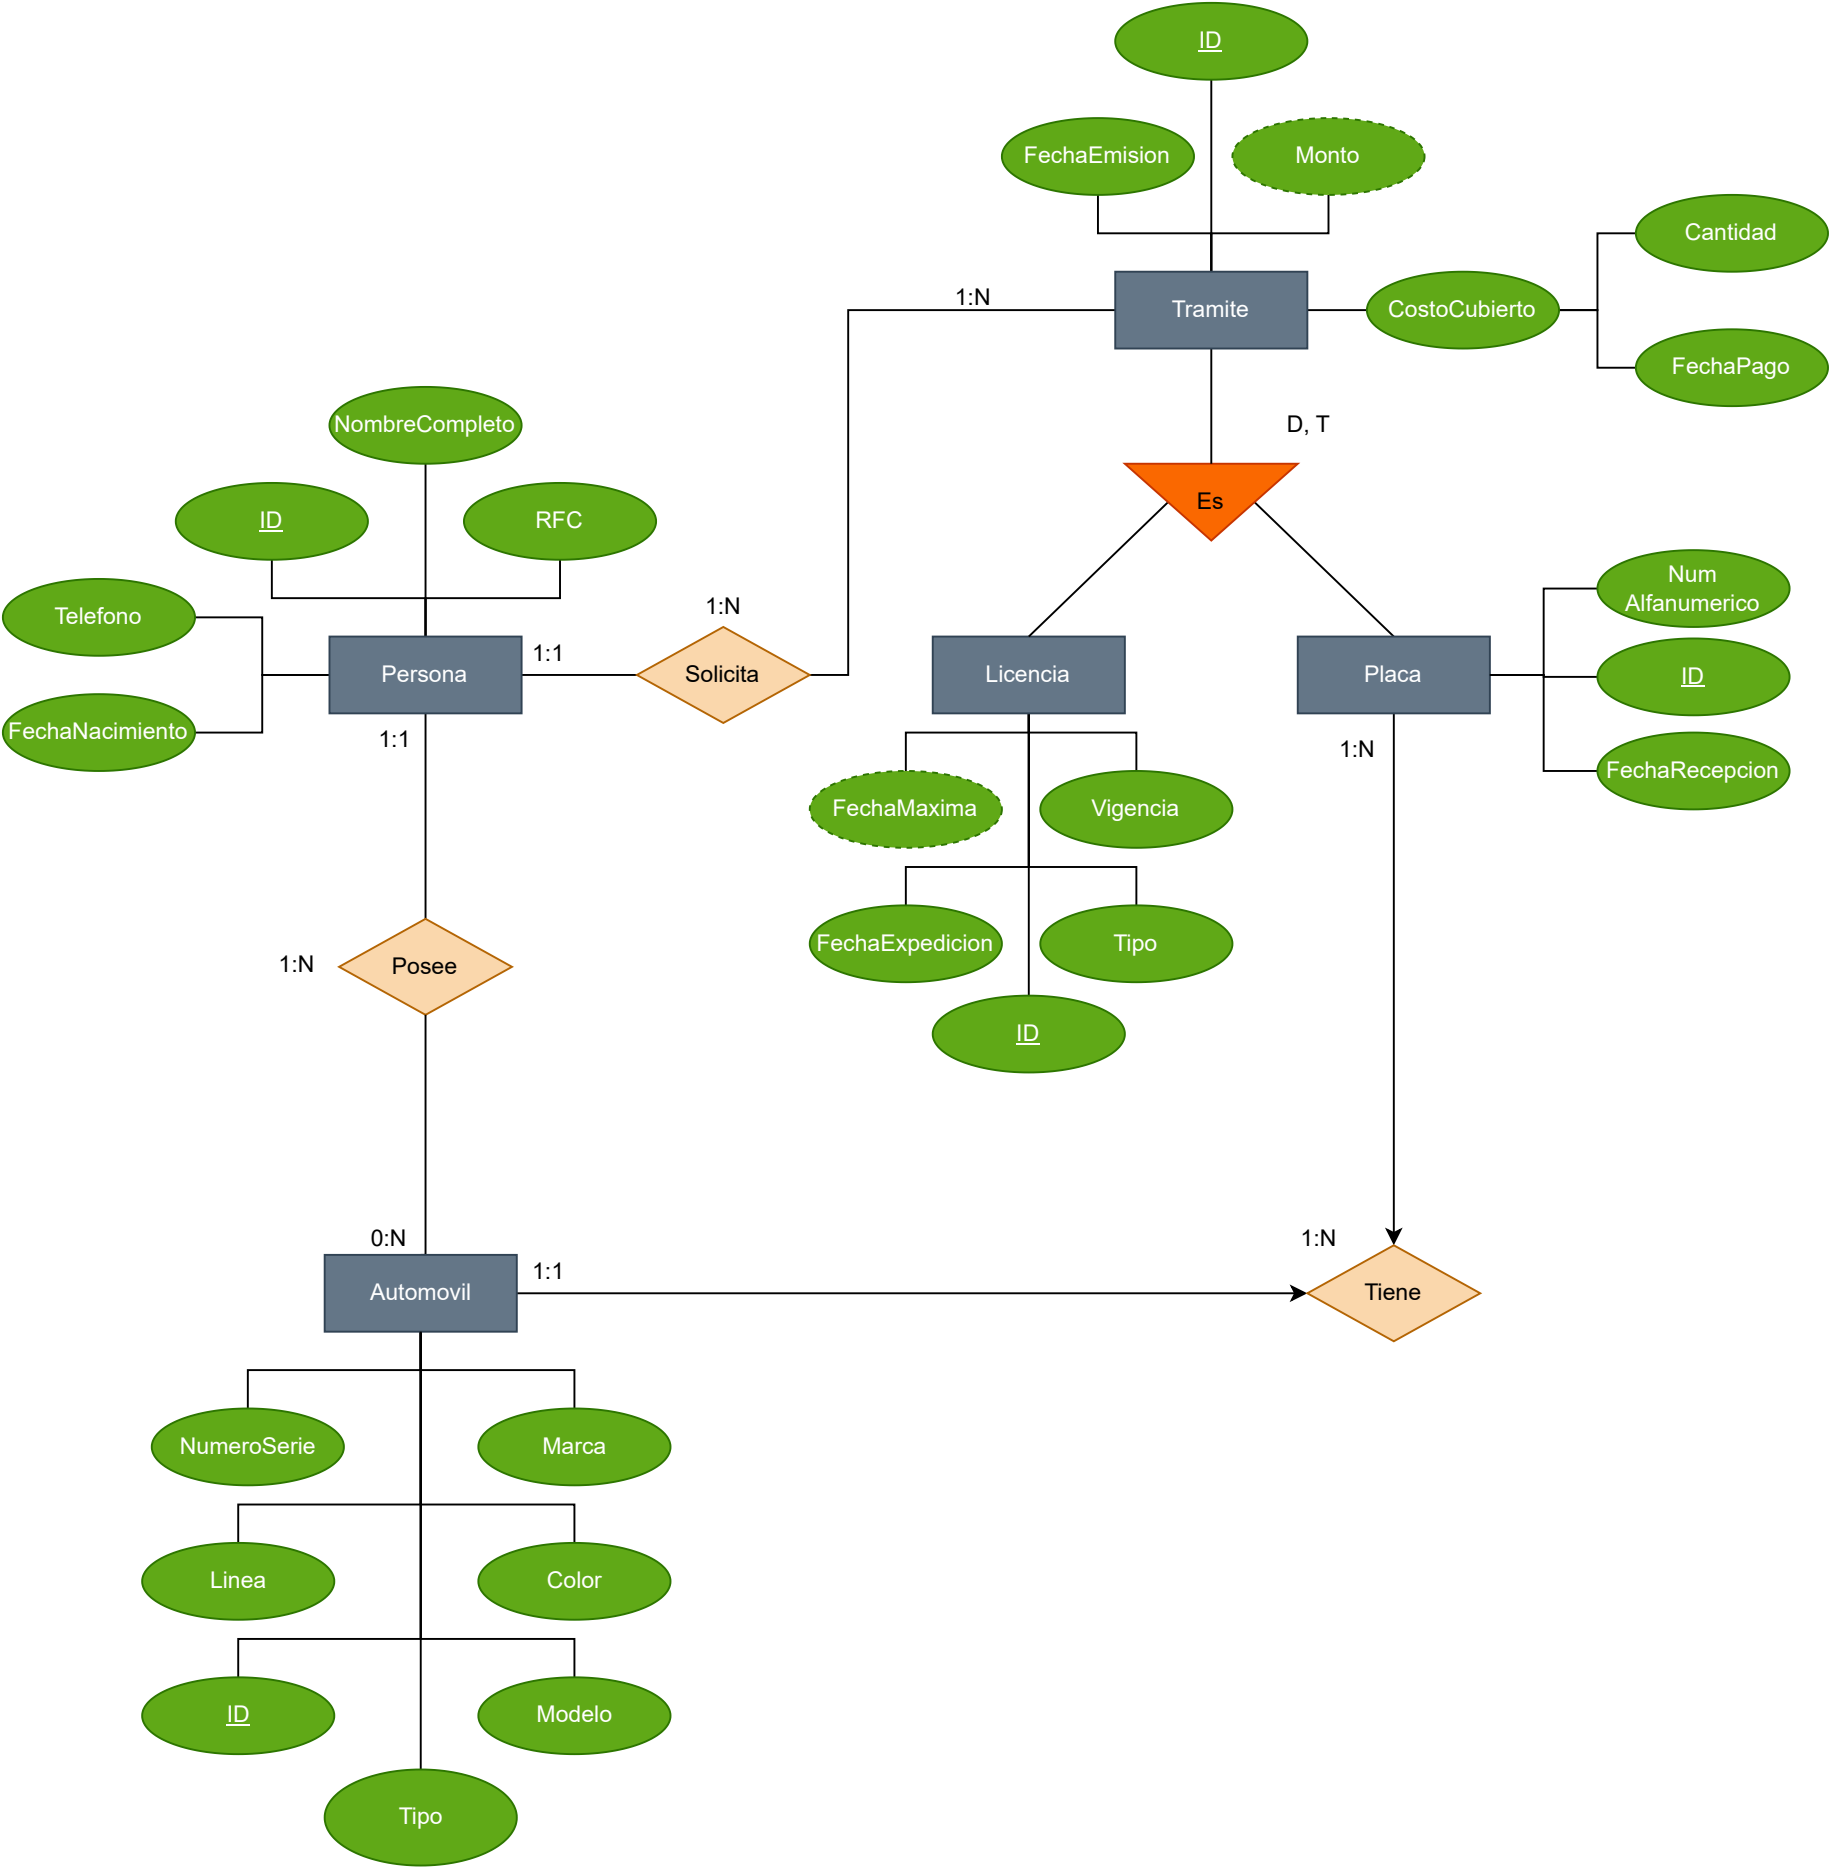 ID
FechaEmision
Monto
Cantidad
1:N
Tramite
CostoCubierto
FechaPago
NombreCompleto
D, T
Es
ID
RFC
Num
Alfanumerico
Telefono
1:N
1:1
Persona
Solicita
Licencia
Placa
ID
FechaNacimiento
1:1
1:N
FechaRecepcion
FechaMaxima
Vigencia
FechaExpedicion
Tipo
1:N
Posee
ID
0:N
1:N
1:1
Automovil
Tiene
NumeroSerie
Marca
Linea
Color
ID
Modelo
Tipo